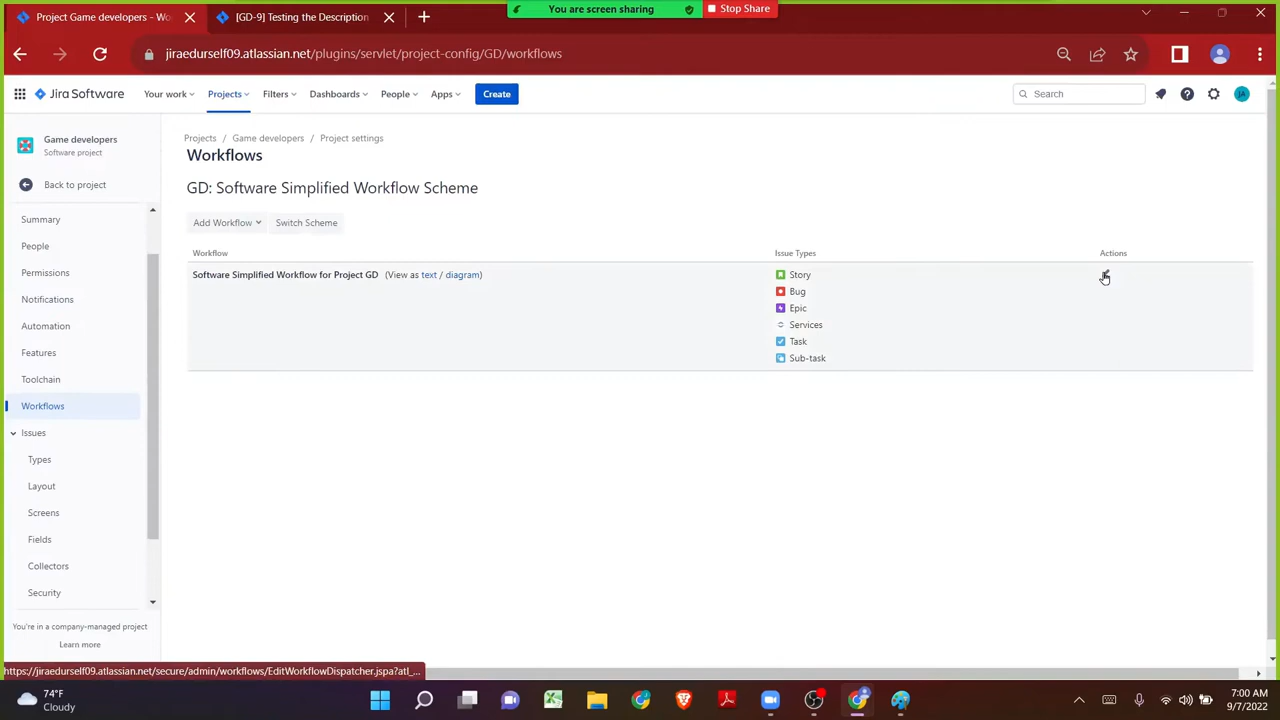 You are screen sharing
Stop Share
Project Game developers - Wo
[GD-9] Testing the Description
jiraedurself09.atlassian.net/plugins/servlet/project-config/GD/workflows
Jira Software
Your work
Projects
Filters
Dashboards
People
Apps
Create
Search
JA
Game developers
Software project
Back to project
Summary
People
Permissions
Notifications
Automation
Features
Toolchain
Workflows
Issues
Types
Layout
Screens
Fields
Collectors
Security
You're in a company-managed project
Learn more
Projects / Game developers / Project settings
Workflows
GD: Software Simplified Workflow Scheme
Add Workflow
Switch Scheme
Workflow
Issue Types
Actions
Software Simplified Workflow for Project GD (View as text / diagram)
Story
Bug
Epic
Services
Task
Sub-task
https://jiraedurself09.atlassian.net/secure/admin/workflows/EditWorkflowDispatcher.jspa?atl_...
74°F
Cloudy
7:00 AM
9/7/2022